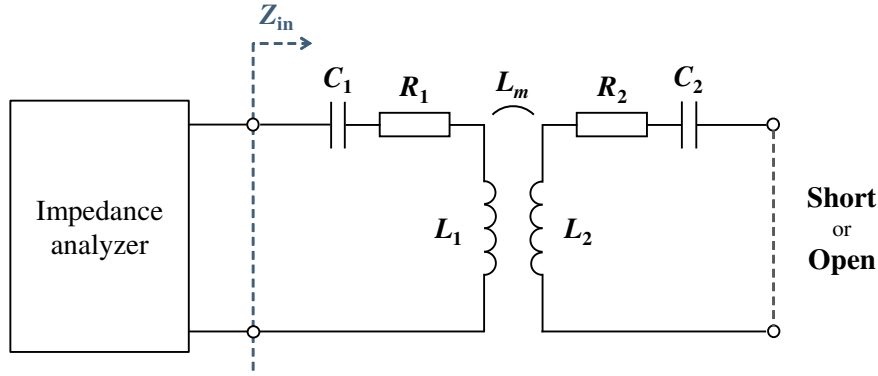 Z_in
C_1
R_1
L_m
R_2
C_2
Impedance
analyzer
L_1
L_2
Short
or
Open